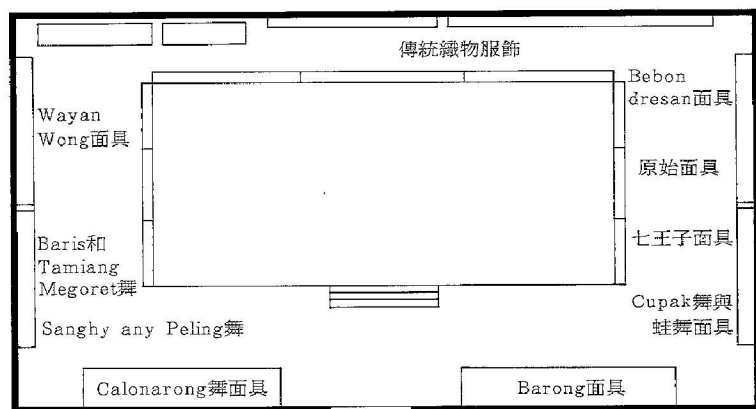 傳統織物服飾
Wayan
Wong面具
Baris和
Tamiang
Megoret舞
Sanghy any Peling舞
Calonarong舞面具
Bebon
dresan面具
原始面具
七王子面具
Cupak舞與
蛙舞面具
Barong面具